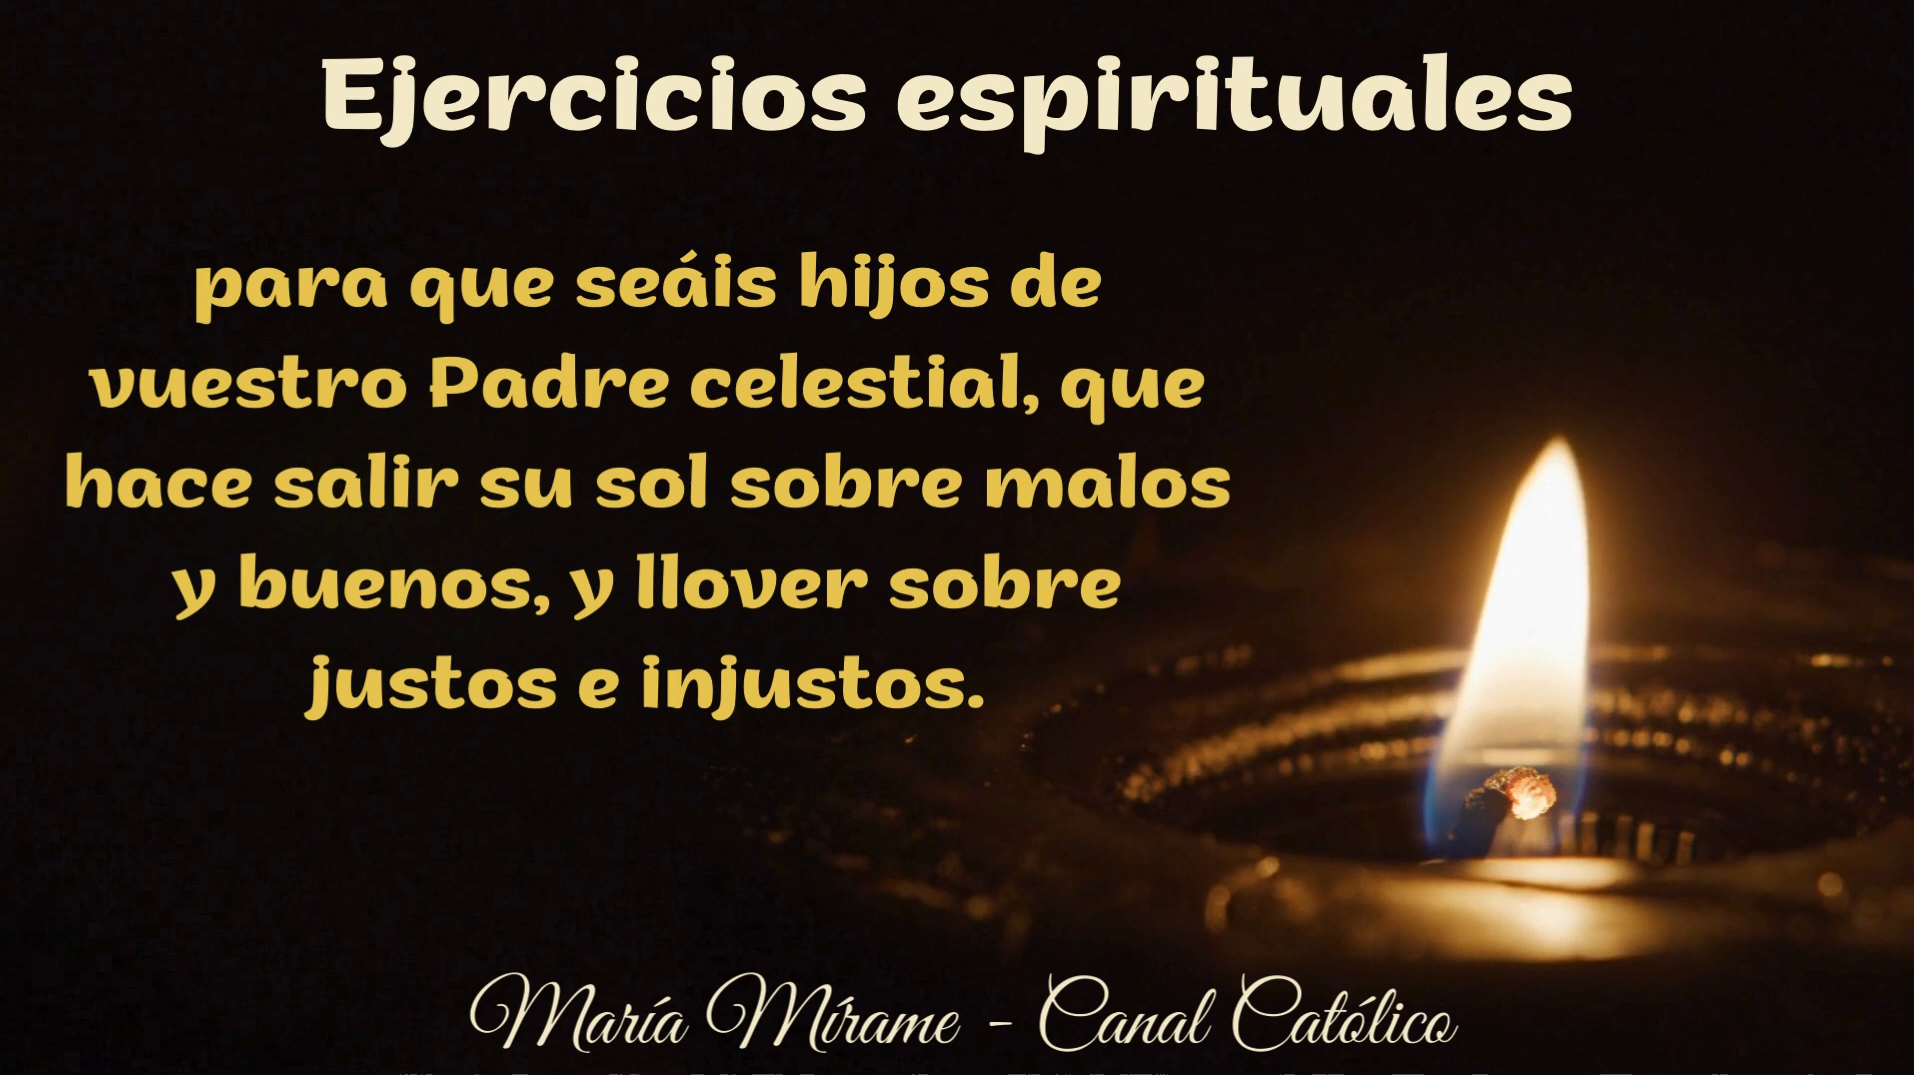 Ejercicios espirituales
para que seáis hijos de
vuestro Padre celestial, que
hace salir su sol sobre malos
y buenos, y llover sobre
justos e injustos.
María Mírame - Canal Católico